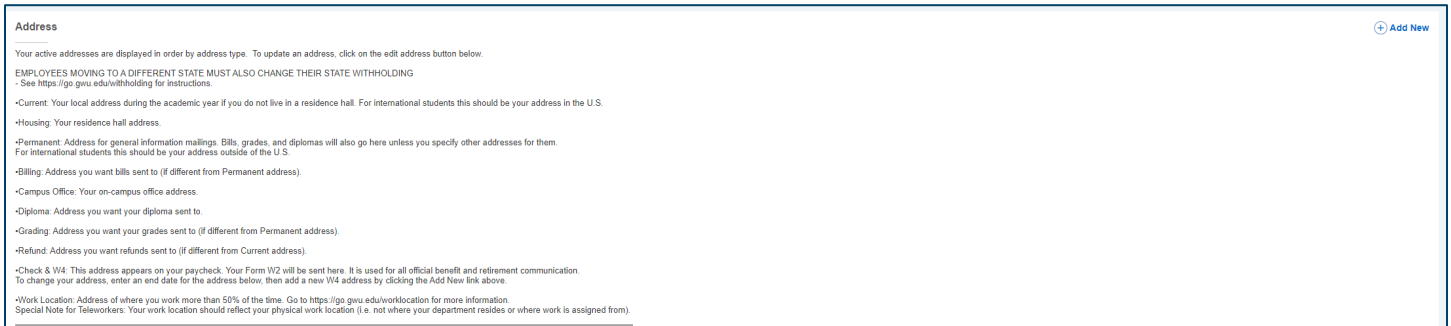 Address
Add New
Your active addresses are displayed in order by address type. To update an address, click on the edit address button below.
EMPLOYEES MOVING TO A DIFFERENT STATE MUST ALSO CHANGE THEIR STATE WITHHOLDING
- See https://go.gwu.edu/withholding for instructions.
•Current: Your local address during the academic year if you do not live in a residence hall. For international students this should be your address in the U.S.
•Housing: Your residence hall address.
•Permanent: Address for general information mailings. Bills, grades, and diplomas will also go here unless you specify other addresses for them.
For international students this should be your address outside of the U.S.
•Billing: Address you want bills sent to (if different from Permanent address).
•Campus Office: Your on-campus office address.
•Diploma: Address you want your diploma sent to.
•Grading: Address you want your grades sent to (if different from Permanent address).
•Refund: Address you want refunds sent to (if different from Current address).
•Check & W4: This address appears on your paycheck. Your Form W2 will be sent here. It is used for all official benefit and retirement communication.
To change your address, enter an end date for the address below, then add a new W4 address by clicking the Add New link above.
•Work Location: Address of where you work more than 50% of the time. Go to https://go.gwu.edu/worklocation for more information.
Special Note for Teleworkers: Your work location should reflect your physical work location (i.e. not where your department resides or where work is assigned from).